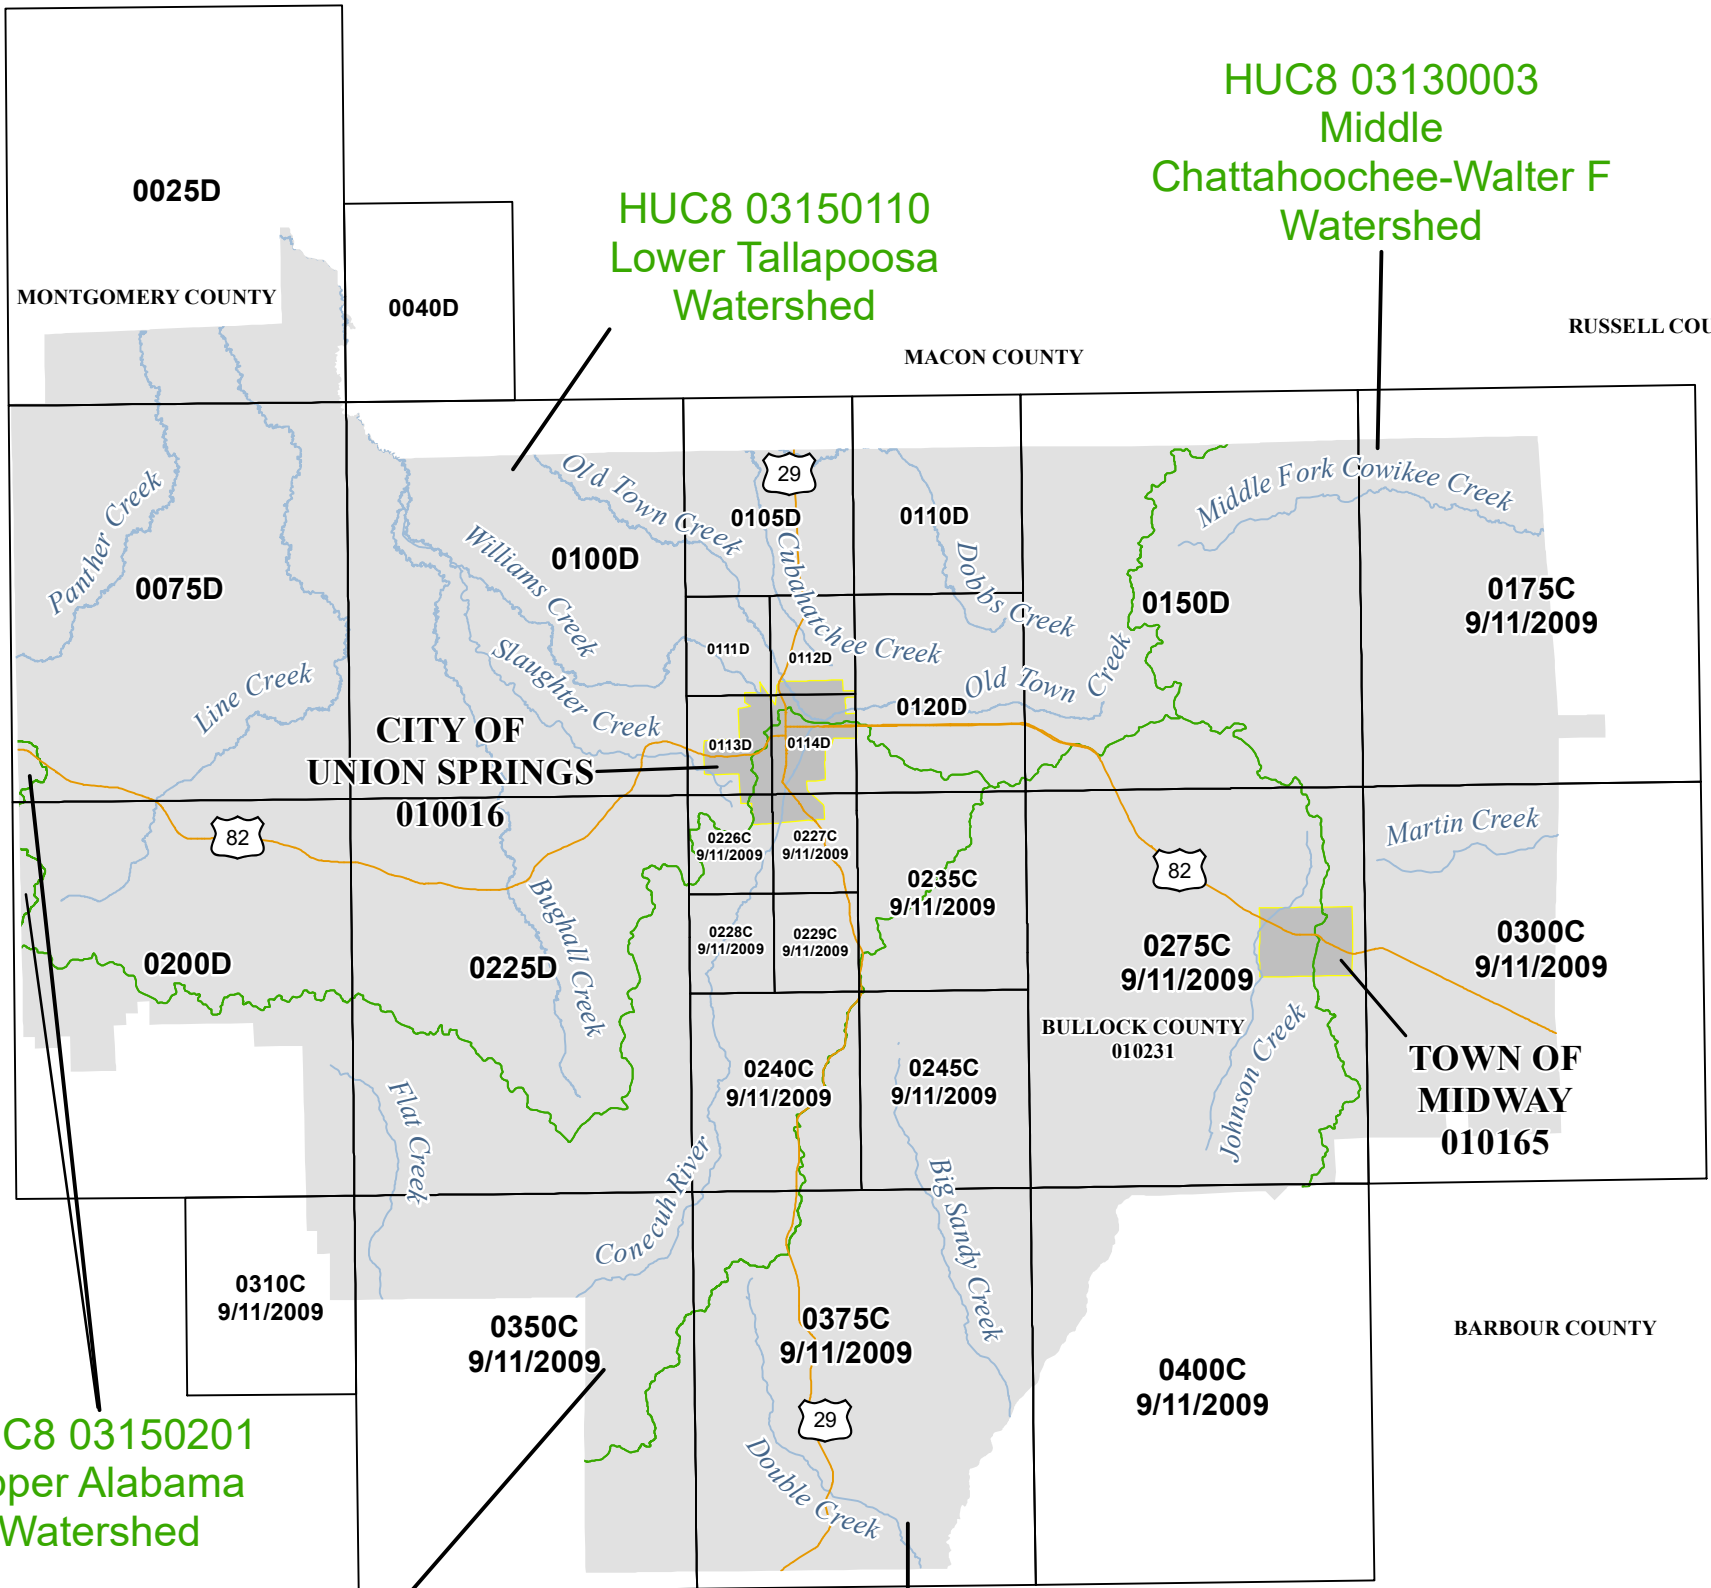 HUC8 03130003
Middle
Chattahoochee-Walter F
Watershed
0025D
HUC8 03150110
Lower Tallapoosa
Watershed
MONTGOMERY COUNTY
0040D
RUSSELL COU
MACON COUNTY
Panther Creek
Old Town Creek
29
Middle Fork Cowikee Creek
0105D
0110D
Williams Creek
0100D
Cubahatchee Creek
Dobbs Creek
0075D
0150D
0175C
9/11/2009
0111D
0112D
Slaughter Creek
Line Creek
Old Town Creek
0120D
CITY OF
UNION SPRINGS
010016
0113D
0114D
82
0226C
9/11/2009
0227C
9/11/2009
Martin Creek
82
0235C
9/11/2009
Bughall Creek
0228C
9/11/2009
0229C
9/11/2009
0200D
0225D
0275C
9/11/2009
0300C
9/11/2009
BULLOCK COUNTY
010231
Johnson Creek
TOWN OF
MIDWAY
010165
0240C
9/11/2009
0245C
9/11/2009
Flat Creek
Conecuh River
Big Sandy Creek
0310C
9/11/2009
0350C
9/11/2009
0375C
9/11/2009
BARBOUR COUNTY
0400C
9/11/2009
29
C8 03150201
pper Alabama
Watershed
Double Creek